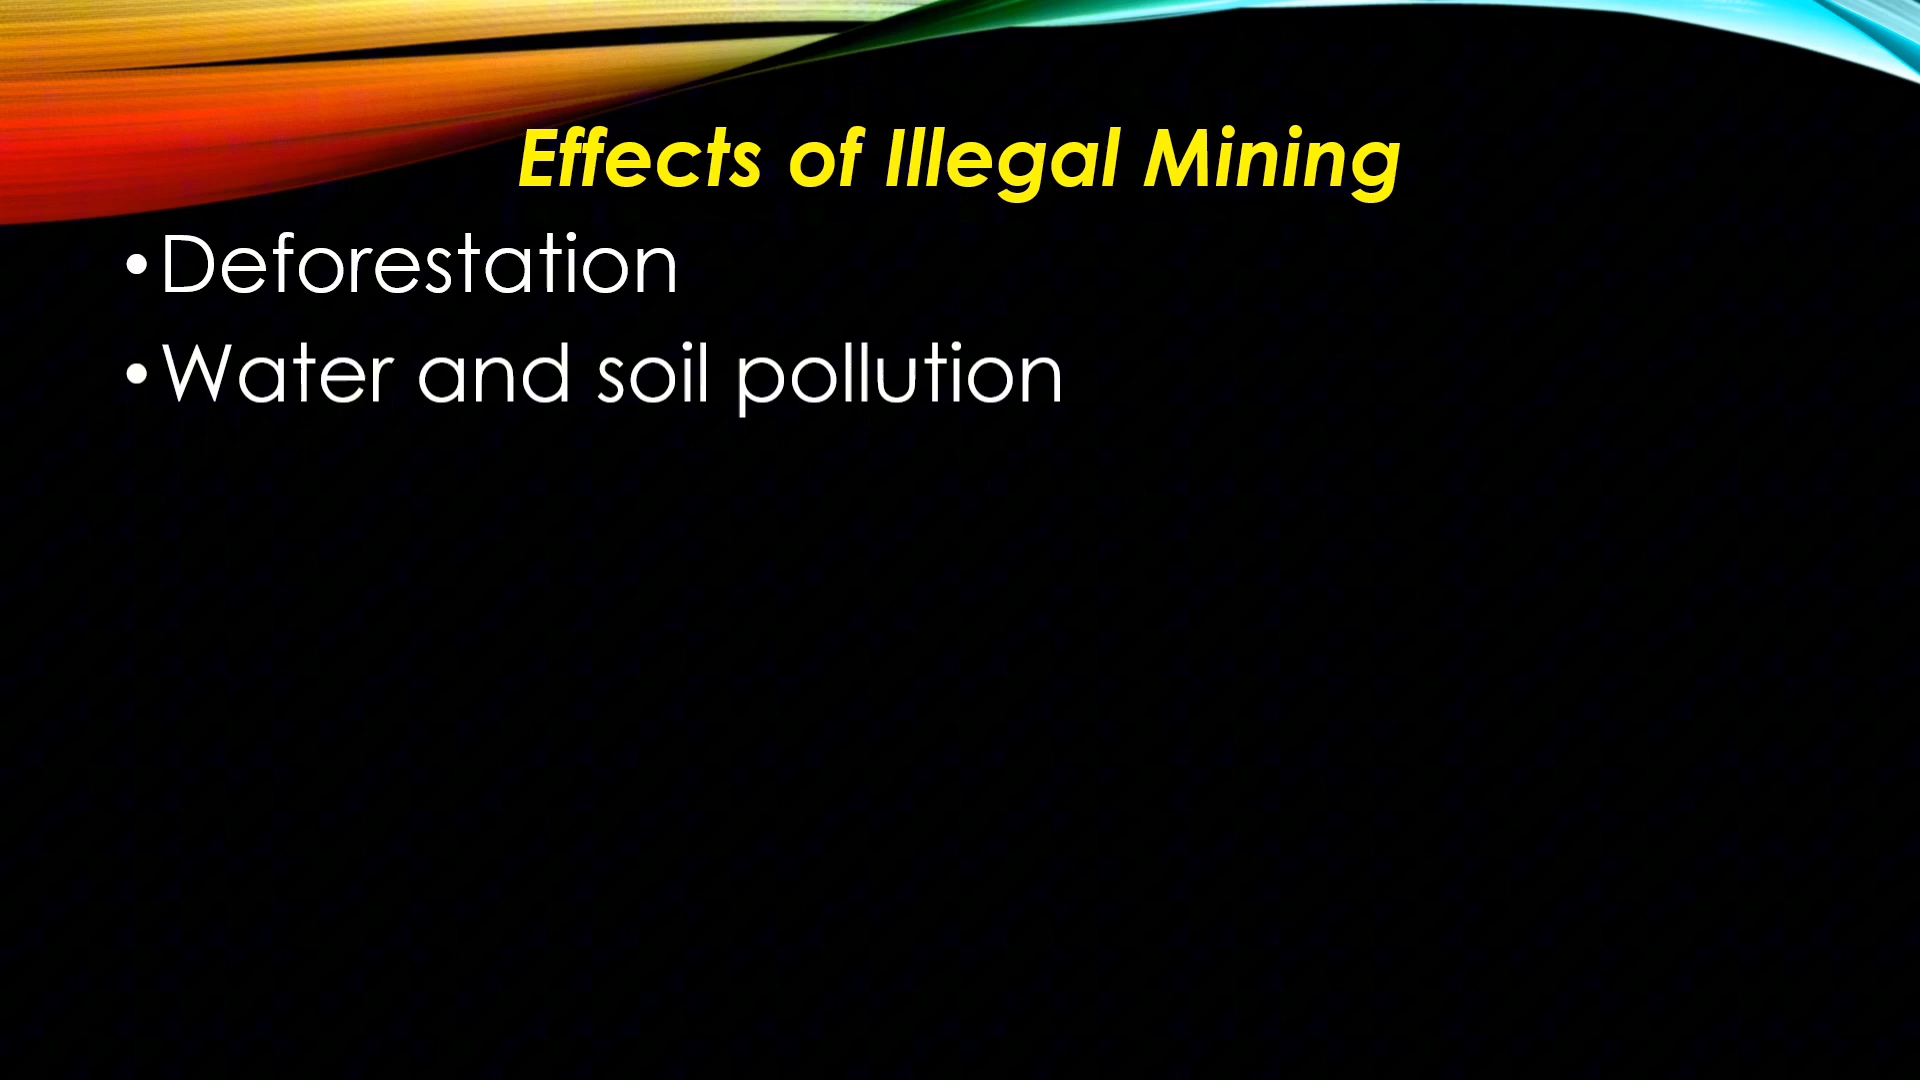 Effects of Illegal Mining
•Deforestation
•Water and soil pollution